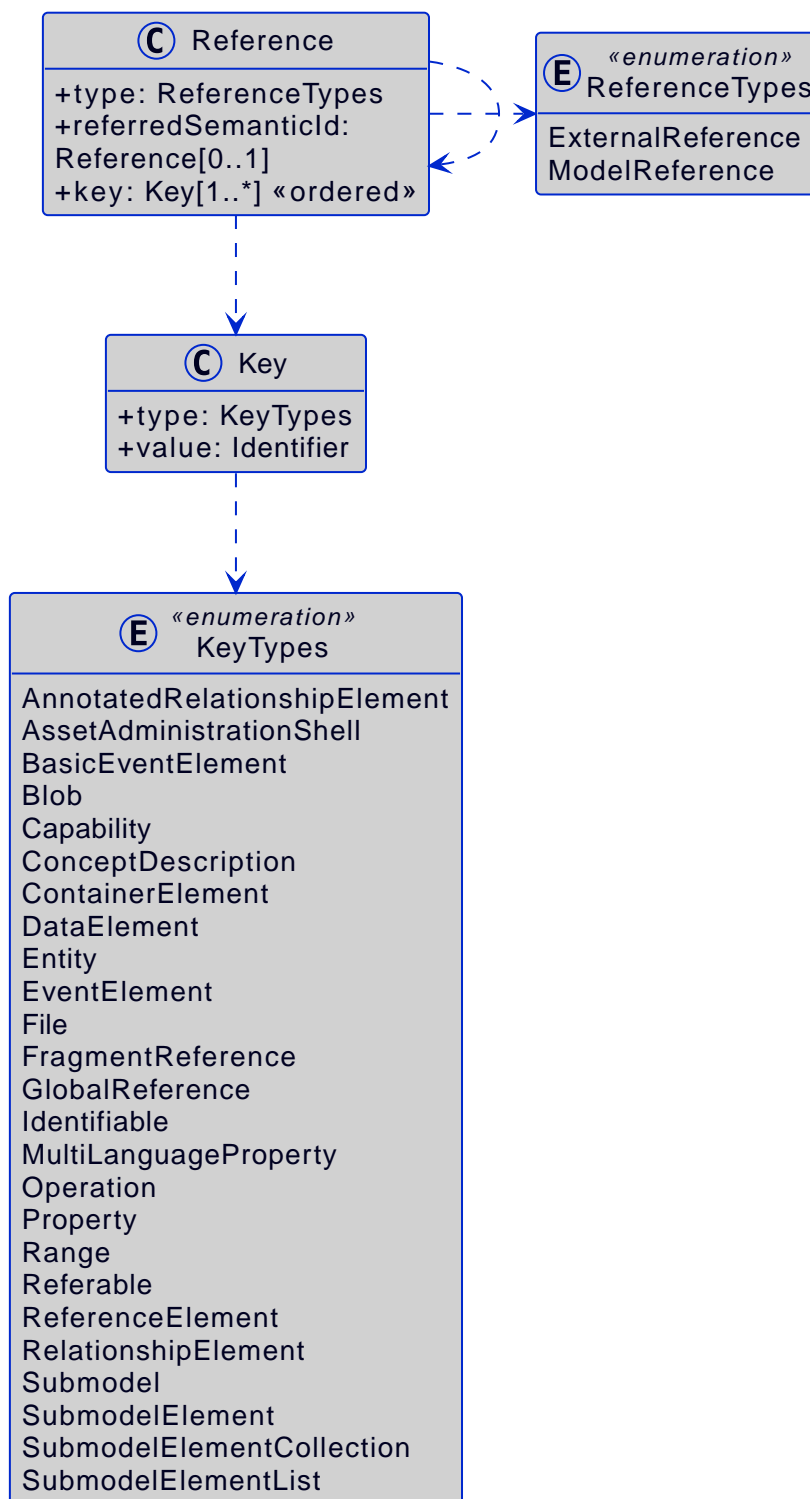 C Reference
+type: ReferenceTypes
+referredSemanticId:
Reference[0..1]
+key: Key[1..*] «ordered»
E «enumeration»
ReferenceTypes
ExternalReference
ModelReference
C Key
+type: KeyTypes
+value: Identifier
E «enumeration»
KeyTypes
AnnotatedRelationshipElement
AssetAdministrationShell
BasicEventElement
Blob
Capability
ConceptDescription
ContainerElement
DataElement
Entity
EventElement
File
FragmentReference
GlobalReference
Identifiable
MultiLanguageProperty
Operation
Property
Range
Referable
ReferenceElement
RelationshipElement
Submodel
SubmodelElement
SubmodelElementCollection
SubmodelElementList